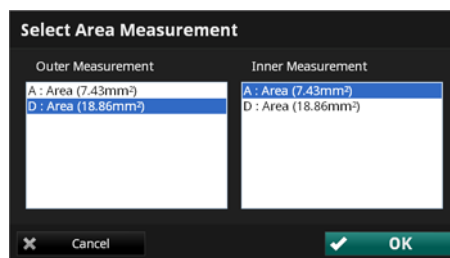 Select Area Measurement
Outer Measurement
Inner Measurement
A : Area (7.43mm²)
D : Area (18.86mm²)
A : Area (7.43mm²)
D : Area (18.86mm²)
Cancel
OK